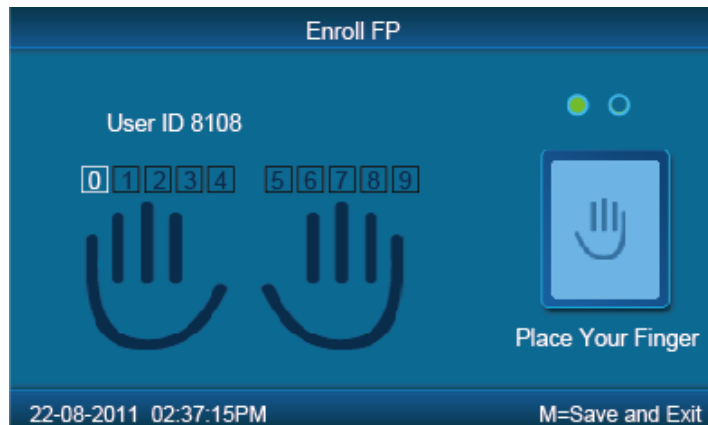 Enroll FP
User ID 8108
0 1 2 3 4 5 6 7 8 9
Place Your Finger
22-08-2011 02:37:15PM M=Save and Exit